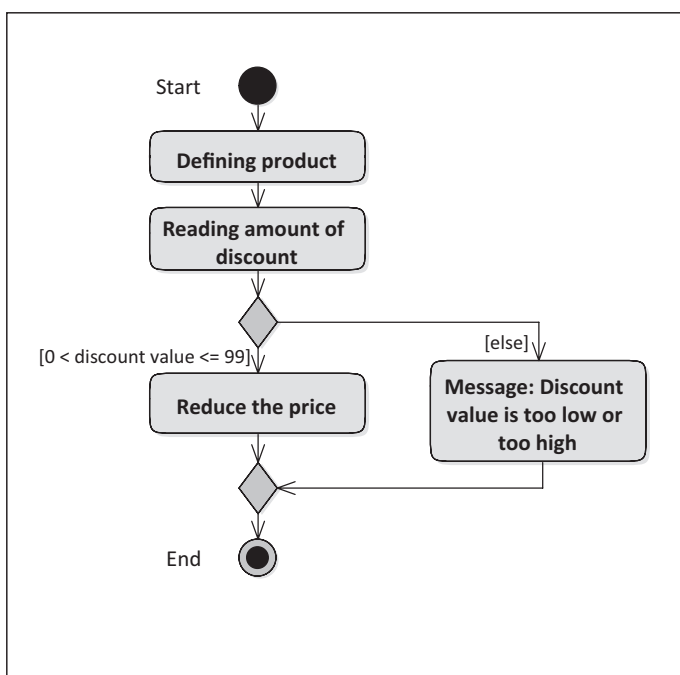 Start
Defining product
Reading amount of
discount
[0 < discount value <= 99]
[else]
Reduce the price
Message: Discount
value is too low or
too high
End